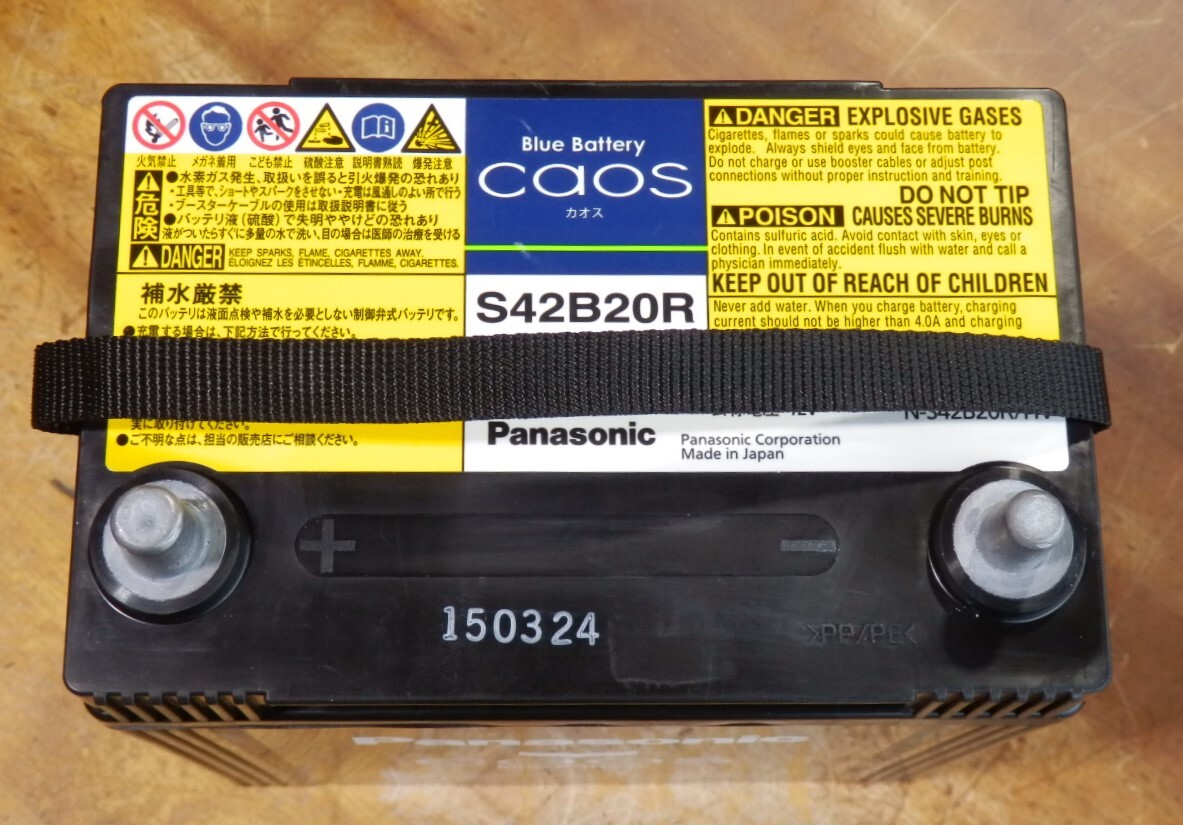 火気禁止 メガネ着用 こども禁止 硫酸注意 説明書熟読 爆発注意
危険
●水素ガス発生、取扱いを誤ると引火爆発の恐れあり
・工具等で、ショートやスパークをさせない・充電は風通しのよい所で行う
・ブースターケーブルの使用は取扱説明書に従う
●バッテリ液(硫酸)で失明ややけどの恐れあり
液がついたらすぐに多量の水で洗い、目の場合は医師の治療を受ける
DANGER KEEP SPARKS, FLAME, CIGARETTES AWAY.
ÉLOIGNEZ LES ÉTINCELLES, FLAMME, CIGARETTES.
補水厳禁
このバッテリは液面点検や補水を必要としない制御弁式バッテリです。
●充電する場合は、下記方法で行ってください。
実に取り付けてください。
●ご不明な点は、担当の販売店にご相談ください。
Blue Battery
caos
カオス
S42B20R
DANGER EXPLOSIVE GASES
Cigarettes, flames or sparks could cause battery to
explode. Always shield eyes and face from battery.
Do not charge or use booster cables or adjust post
connections without proper instruction and training.
DO NOT TIP
POISON CAUSES SEVERE BURNS
Contains sulfuric acid. Avoid contact with skin, eyes or
clothing. In event of accident flush with water and call a
physician immediately.
KEEP OUT OF REACH OF CHILDREN
Never add water. When you charge battery, charging
current should not be higher than 4.0A and charging
12V N-S42B20R/
Panasonic
Panasonic Corporation
Made in Japan
+ −
150324
>PP/PE<
Panasonic